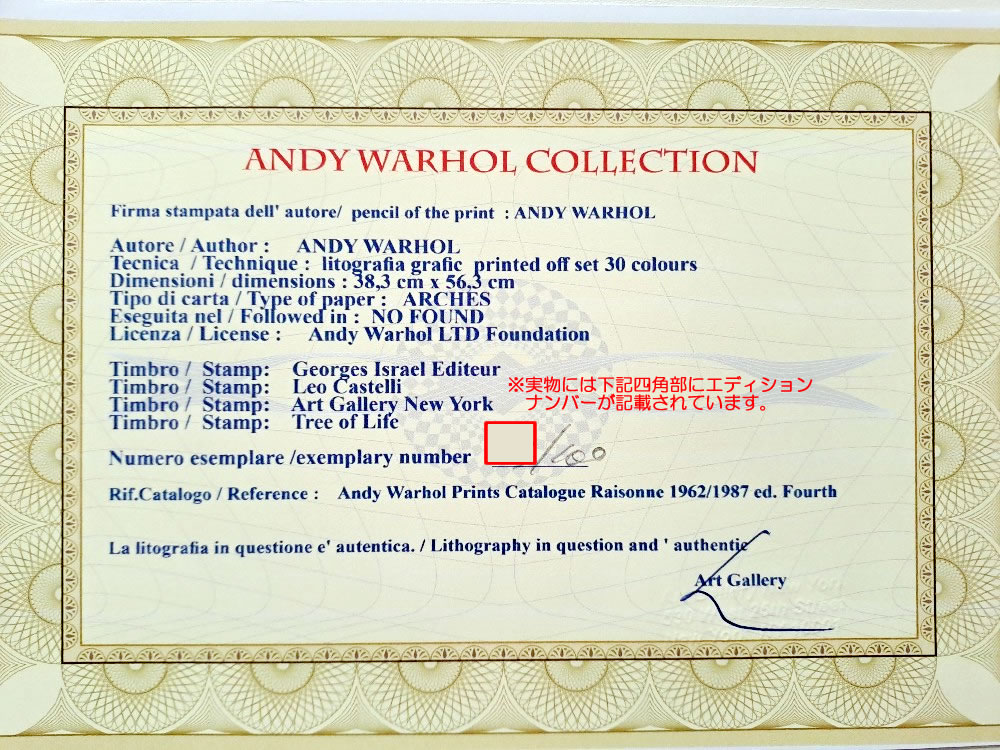 ANDY WARHOL COLLECTION
Firma stampata dell' autore/ pencil of the print : ANDY WARHOL
Autore / Author : ANDY WARHOL
Tecnica / Technique : litografia grafic printed off set 30 colours
Dimensioni / dimensions : 38,3 cm x 56,3 cm
Tipo di carta / Type of paper : ARCHES
Eseguita nel / Followed in : NO FOUND
Licenza / License : Andy Warhol LTD Foundation
Timbro / Stamp: Georges Israel Editeur
Timbro / Stamp: Leo Castelli
Timbro / Stamp: Art Gallery New York
Timbro / Stamp: Tree of Life
※実物には下記四角部にエディション
ナンバーが記載されています。
Numero esemplare /exemplary number /100
Rif.Catalogo / Reference : Andy Warhol Prints Catalogue Raisonne 1962/1987 ed. Fourth
La litografia in questione e' autentica. / Lithography in question and ' authentic
Art Gallery